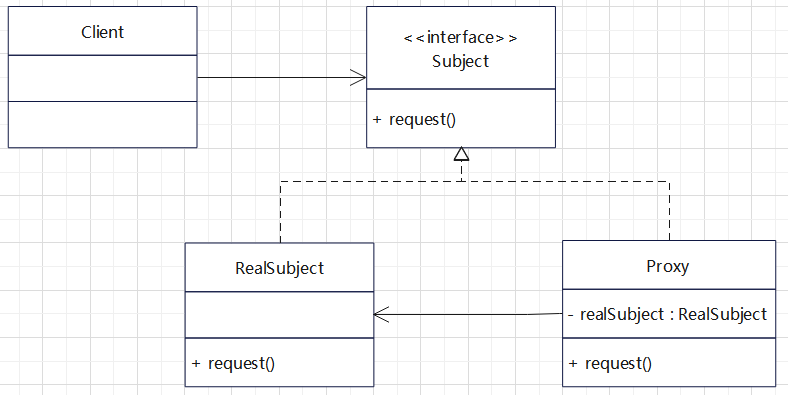 Client
<<interface>>
Subject
+ request()
RealSubject
+ request()
Proxy
- realSubject : RealSubject
+ request()